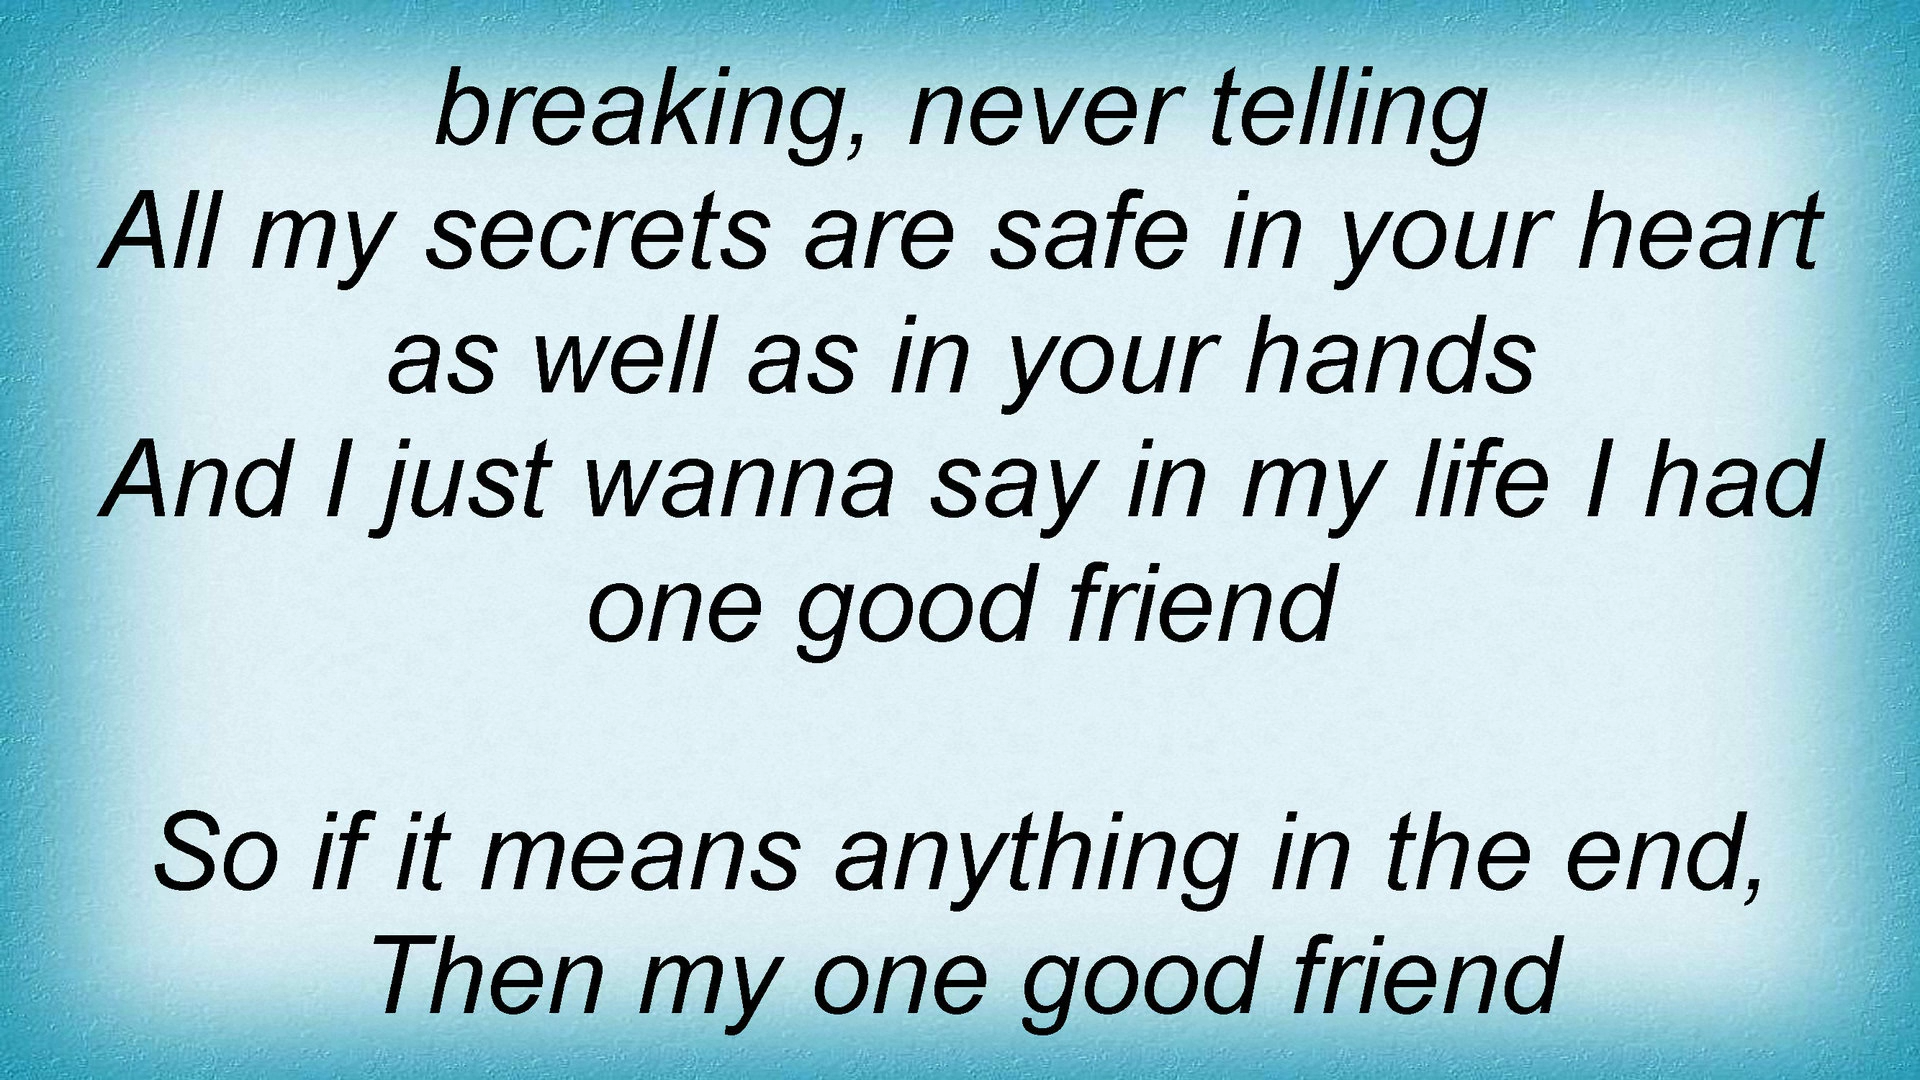 breaking, never telling
All my secrets are safe in your heart
as well as in your hands
And I just wanna say in my life I had
one good friend
So if it means anything in the end,
Then my one good friend